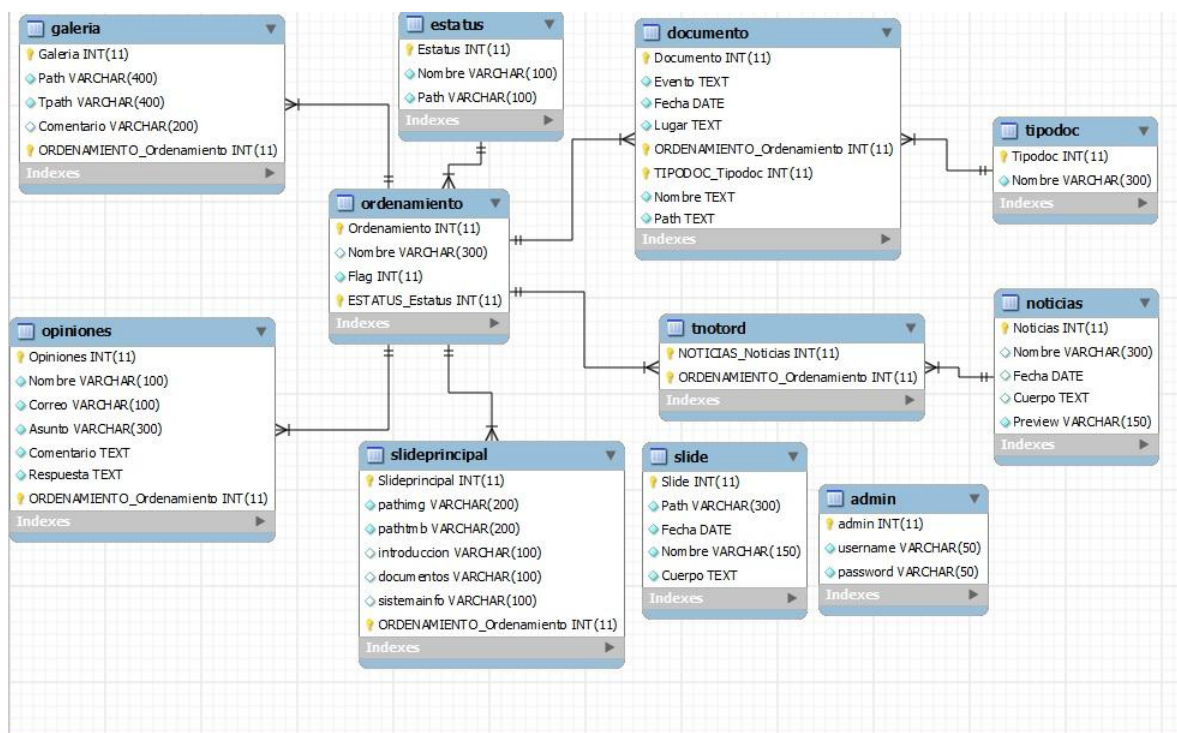 galeria
Galeria INT(11)
Path VARCHAR(400)
Tpath VARCHAR(400)
Comentario VARCHAR(200)
ORDENAMIENTO_Ordenamiento INT(11)
Indexes
estatus
Estatus INT(11)
Nombre VARCHAR(100)
Path VARCHAR(100)
Indexes
documento
Documento INT(11)
Evento TEXT
Fecha DATE
Lugar TEXT
ORDENAMIENTO_Ordenamiento INT(11)
TIPODOC_Tipodoc INT(11)
Nombre TEXT
Path TEXT
Indexes
tipodoc
Tipodoc INT(11)
Nombre VARCHAR(300)
Indexes
ordenamiento
Ordenamiento INT(11)
Nombre VARCHAR(300)
Flag INT(11)
ESTATUS_Estatus INT(11)
Indexes
opiniones
Opiniones INT(11)
Nombre VARCHAR(100)
Correo VARCHAR(100)
Asunto VARCHAR(300)
Comentario TEXT
Respuesta TEXT
ORDENAMIENTO_Ordenamiento INT(11)
Indexes
tnotord
NOTICIAS_Noticias INT(11)
ORDENAMIENTO_Ordenamiento INT(11)
Indexes
noticias
Noticias INT(11)
Nombre VARCHAR(300)
Fecha DATE
Cuerpo TEXT
Preview VARCHAR(150)
Indexes
slideprincipal
Slideprincipal INT(11)
pathimg VARCHAR(200)
pathtmb VARCHAR(200)
introduccion VARCHAR(100)
documentos VARCHAR(100)
sistemainfo VARCHAR(100)
ORDENAMIENTO_Ordenamiento INT(11)
Indexes
slide
Slide INT(11)
Path VARCHAR(300)
Fecha DATE
Nombre VARCHAR(150)
Cuerpo TEXT
Indexes
admin
admin INT(11)
username VARCHAR(50)
password VARCHAR(50)
Indexes